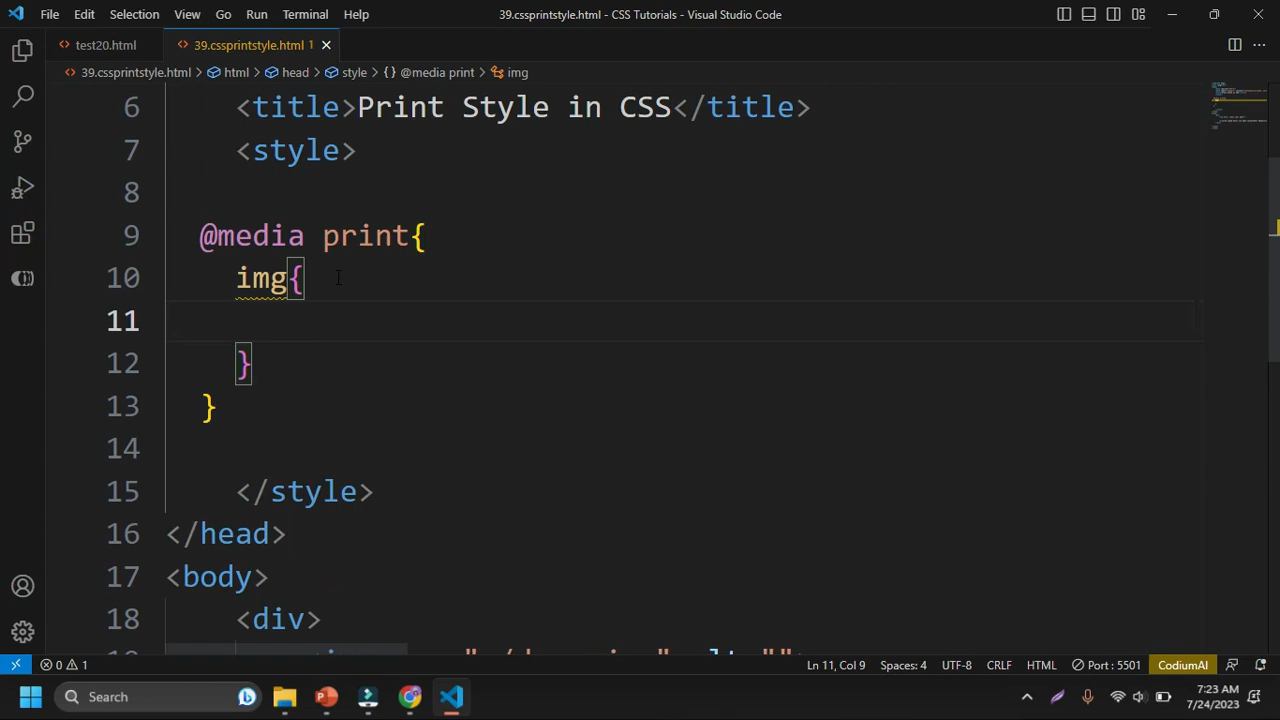 File Edit Selection View Go Run Terminal Help
39.cssprintstyle.html - CSS Tutorials - Visual Studio Code
test20.html
39.cssprintstyle.html 1
39.cssprintstyle.html html head style @media print img
6 <title>Print Style in CSS</title>
7 <style>
8
9 @media print{
10 img{
11
12 }
13 }
14
15 </style>
16 </head>
17 <body>
18 <div>
0 1 Ln 11, Col 9 Spaces: 4 UTF-8 CRLF HTML Port : 5501 CodiumAI
Search
7:23 AM
7/24/2023